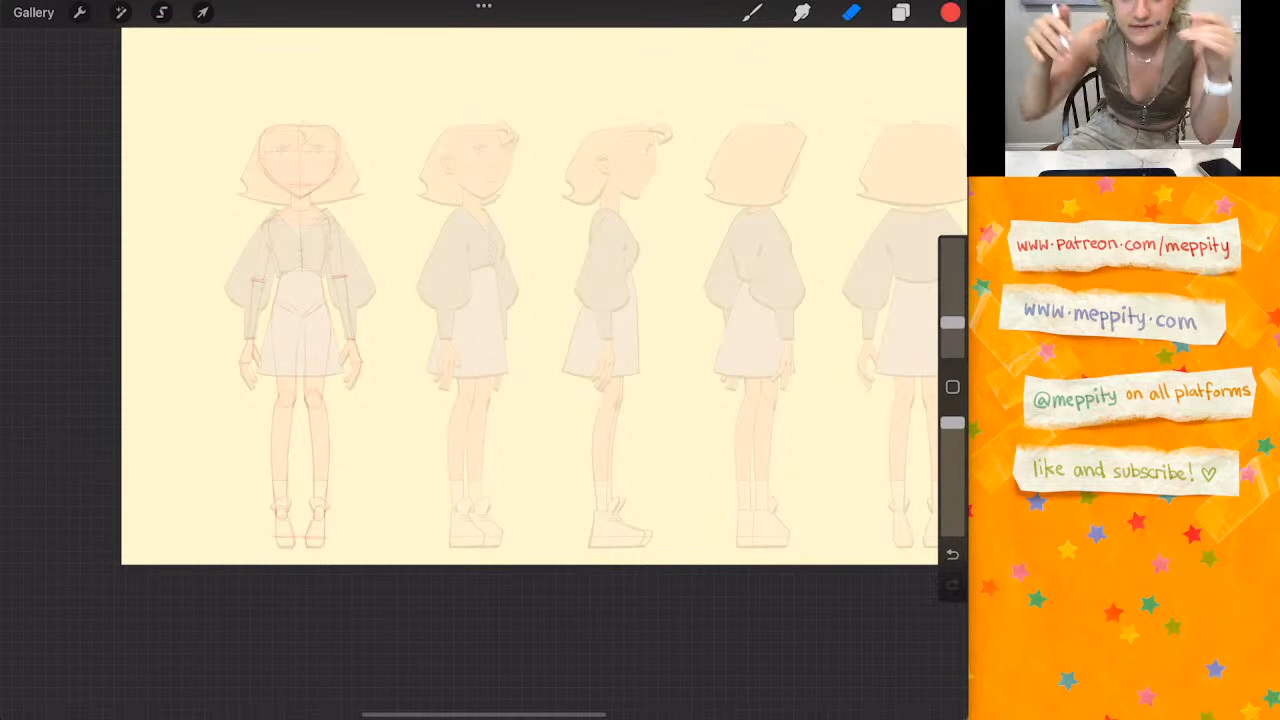 Gallery
www.patreon.com/meppity
www.meppity.com
@meppity on all platforms
like and subscribe! ♡